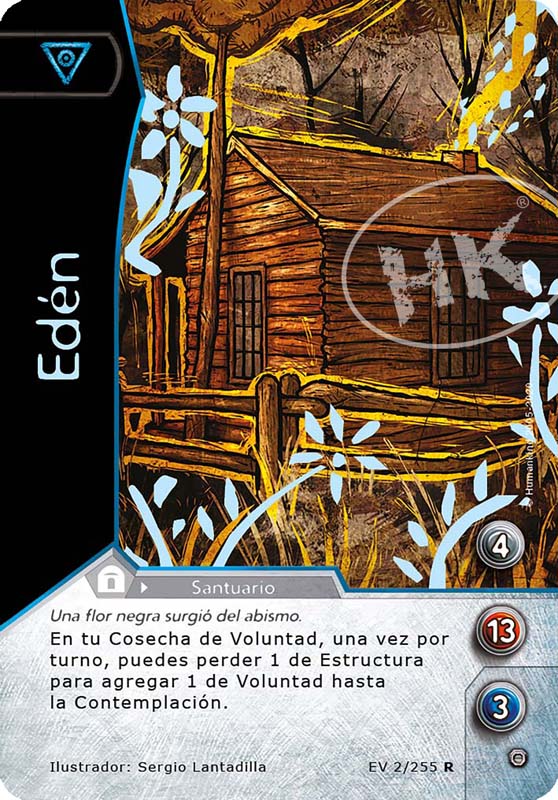 Edén
HK®
4
Santuario
Una flor negra surgió del abismo.
En tu Cosecha de Voluntad, una vez por
turno, puedes perder 1 de Estructura
para agregar 1 de Voluntad hasta
la Contemplación.
13
3
Ilustrador: Sergio Lantadilla
EV 2/255 R